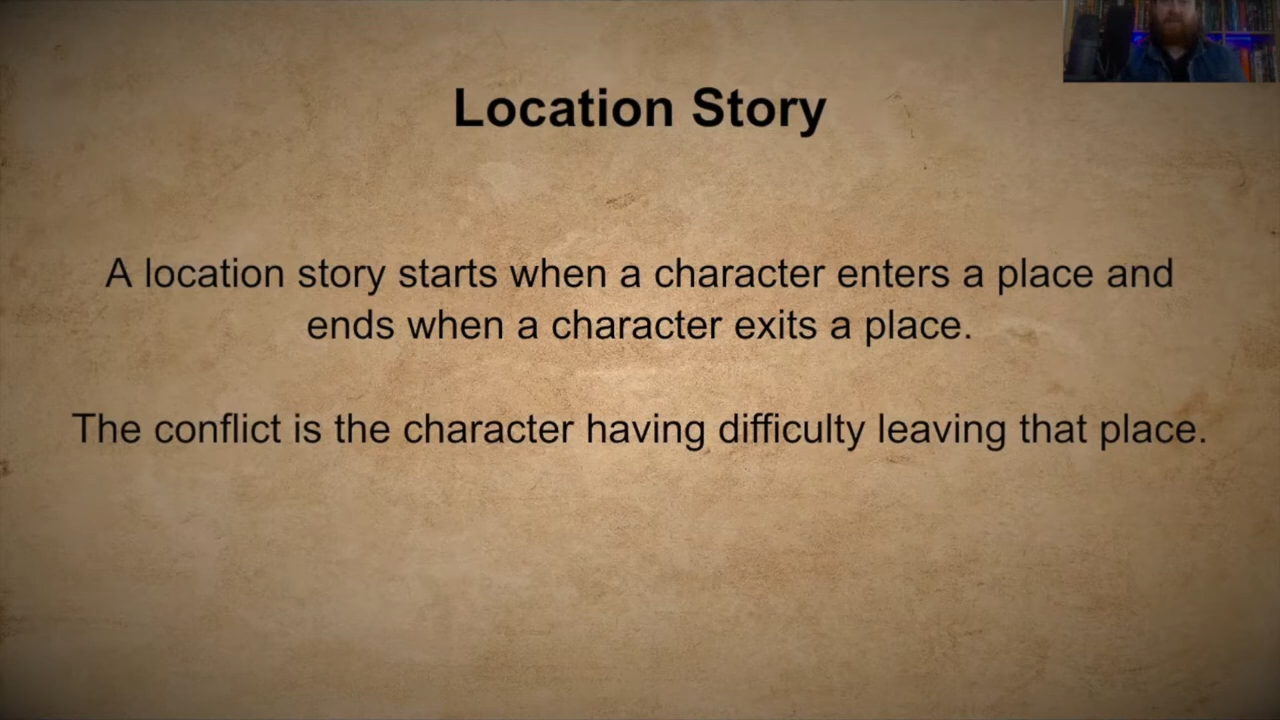 Location Story
A location story starts when a character enters a place and
ends when a character exits a place.
The conflict is the character having difficulty leaving that place.